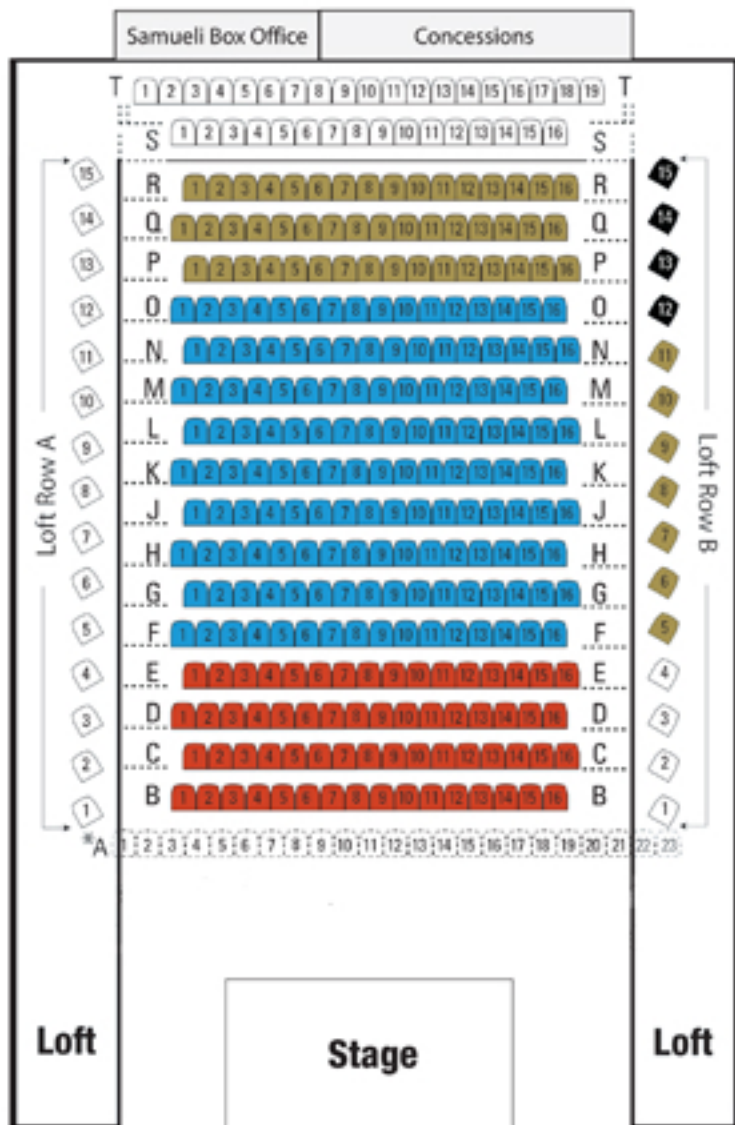 Samueli Box Office Concessions
T 1 2 3 4 5 6 7 8 9 10 11 12 13 14 15 16 17 18 19 T
S 1 2 3 4 5 6 7 8 9 10 11 12 13 14 15 16 S
15 R 1 2 3 4 5 6 7 8 9 10 11 12 13 14 15 16 R 15
14 Q 1 2 3 4 5 6 7 8 9 10 11 12 13 14 15 16 Q 14
13 P 1 2 3 4 5 6 7 8 9 10 11 12 13 14 15 16 P 13
12 O 1 2 3 4 5 6 7 8 9 10 11 12 13 14 15 16 O 12
11 N 1 2 3 4 5 6 7 8 9 10 11 12 13 14 15 16 N 11
10 M 1 2 3 4 5 6 7 8 9 10 11 12 13 14 15 16 M 10
9 L 1 2 3 4 5 6 7 8 9 10 11 12 13 14 15 16 L 9
8 K 1 2 3 4 5 6 7 8 9 10 11 12 13 14 15 16 K 8
7 J 1 2 3 4 5 6 7 8 9 10 11 12 13 14 15 16 J 7
6 H 1 2 3 4 5 6 7 8 9 10 11 12 13 14 15 16 H 6
G 1 2 3 4 5 6 7 8 9 10 11 12 13 14 15 16 G
5 F 1 2 3 4 5 6 7 8 9 10 11 12 13 14 15 16 F 5
4 E 1 2 3 4 5 6 7 8 9 10 11 12 13 14 15 16 E 4
3 D 1 2 3 4 5 6 7 8 9 10 11 12 13 14 15 16 D 3
2 C 1 2 3 4 5 6 7 8 9 10 11 12 13 14 15 16 C 2
1 B 1 2 3 4 5 6 7 8 9 10 11 12 13 14 15 16 B 1
*A 1 2 3 4 5 6 7 8 9 10 11 12 13 14 15 16 17 18 19 20 21 22 23
Loft Row A
Loft Row B
Loft
Stage
Loft